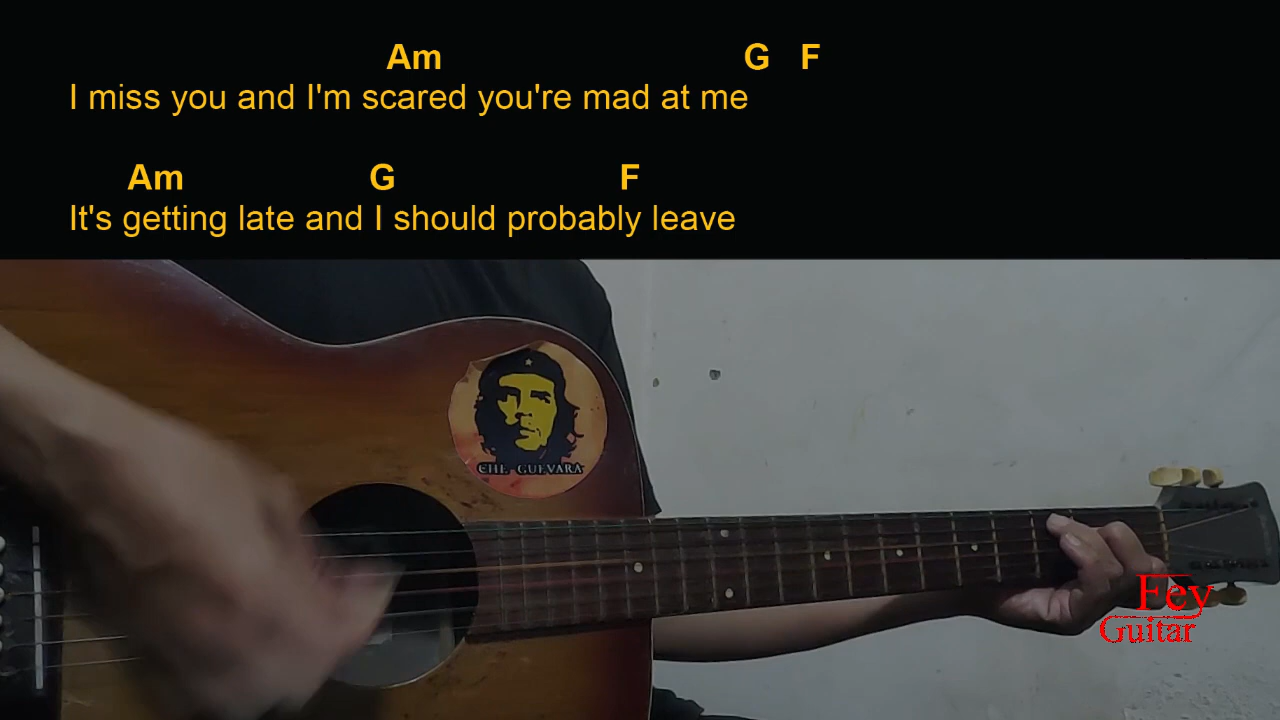 Am G F
I miss you and I'm scared you're mad at me
Am G F
It's getting late and I should probably leave
CHE GUEVARA
Fey
Guitar